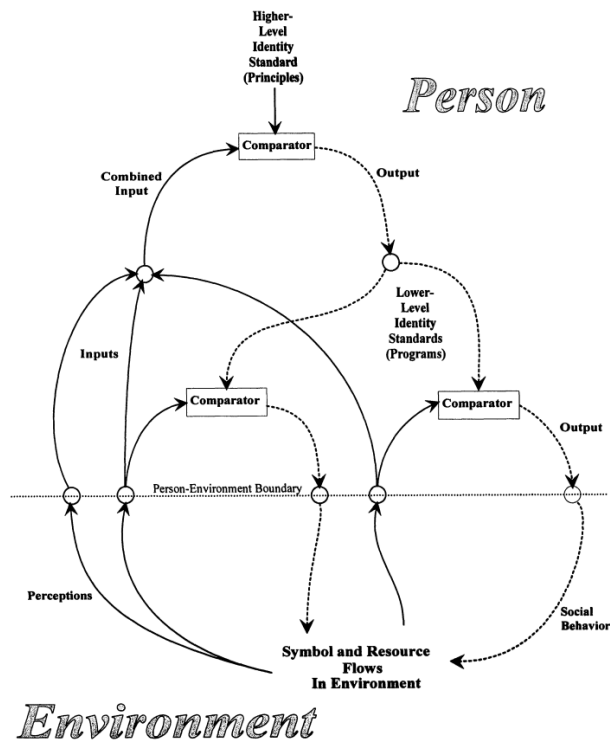 Higher-
Level
Identity
Standard
(Principles)
Person
Comparator
Combined
Input
Output
Lower-
Level
Identity
Standards
(Programs)
Inputs
Comparator
Comparator
Output
Person-Environment Boundary
Perceptions
Social
Behavior
Symbol and Resource
Flows
In Environment
Environment